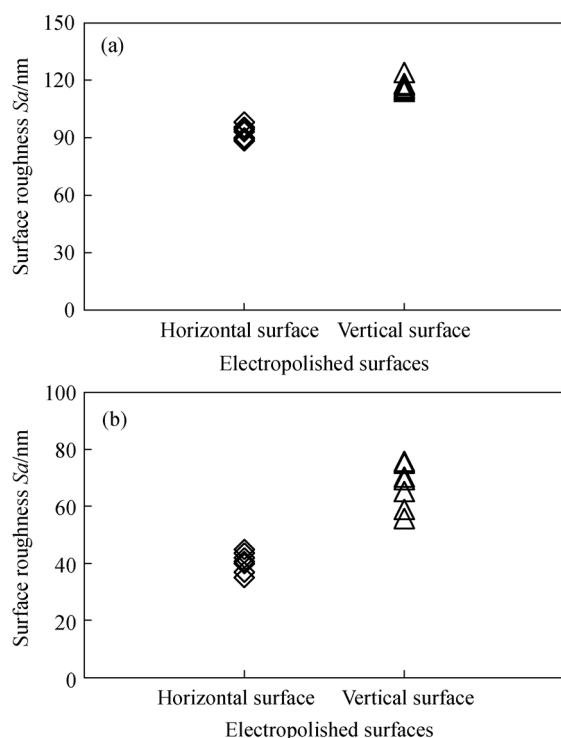 (a)
150
120
90
60
30
0
Surface roughness Sa/nm
Horizontal surface Vertical surface
Electropolished surfaces
(b)
100
80
60
40
20
0
Surface roughness Sa/nm
Horizontal surface Vertical surface
Electropolished surfaces